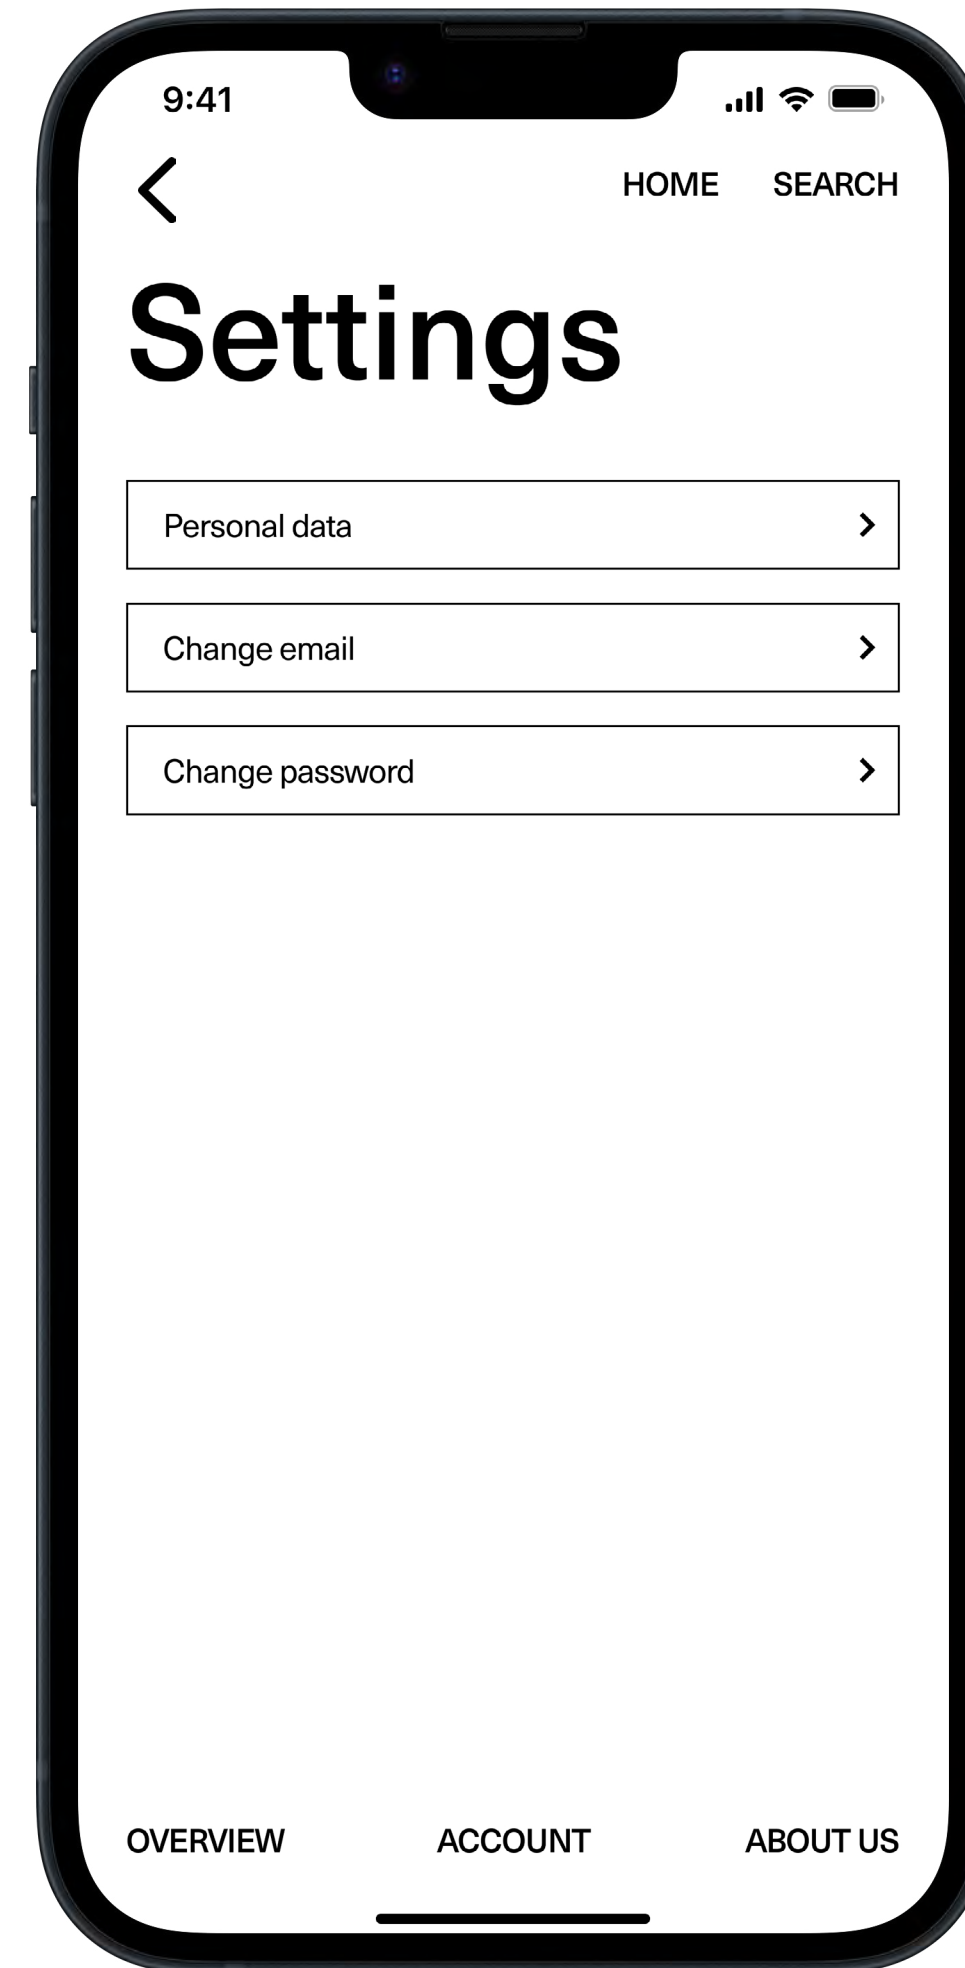 9:41
HOME SEARCH
Settings
Personal data
Change email
Change password
OVERVIEW ACCOUNT ABOUT US